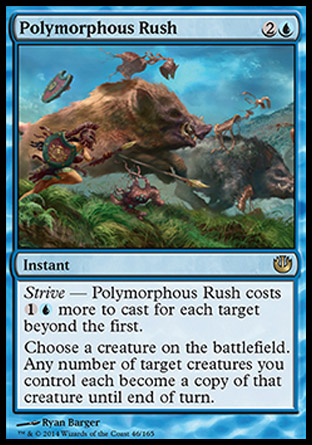 Polymorphous Rush 2
Instant
Strive — Polymorphous Rush costs
1 more to cast for each target
beyond the first.
Choose a creature on the battlefield.
Any number of target creatures you
control each become a copy of that
creature until end of turn.
Ryan Barger
™ & © 2014 Wizards of the Coast 46/165